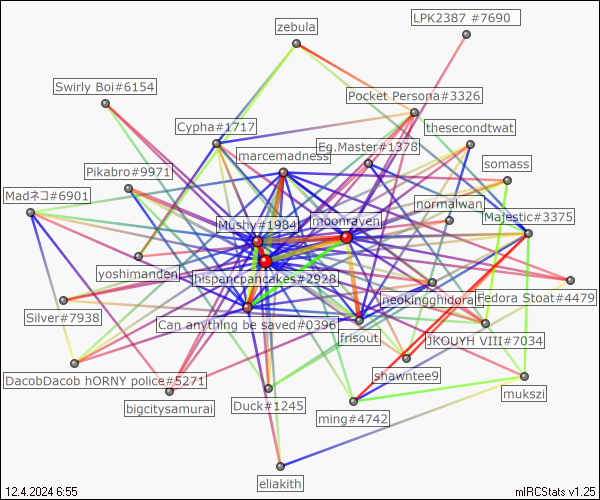 LPK2387 #7690
zebula
Swirly Boi#6154
Pocket Persona#3326
Cypha#1717
thesecondtwat
Eg.Master#1378
marcemadness
somass
Pikabro#9971
Madネコ#6901
normalwan
Majestic#3375
Mushy#1984
moonraven
yoshimanden
hispanicpancakes#2928
neokingghidora
Fedora Stoat#4479
Silver#7938
Can anything be saved#0396
frisout
JKOUYH VIII#7034
shawntee9
DacobDacob hORNY police#5271
mukszi
bigcitysamurai
Duck#1245
ming#4742
eliakith
12.4.2024 6:55
mIRCStats v1.25